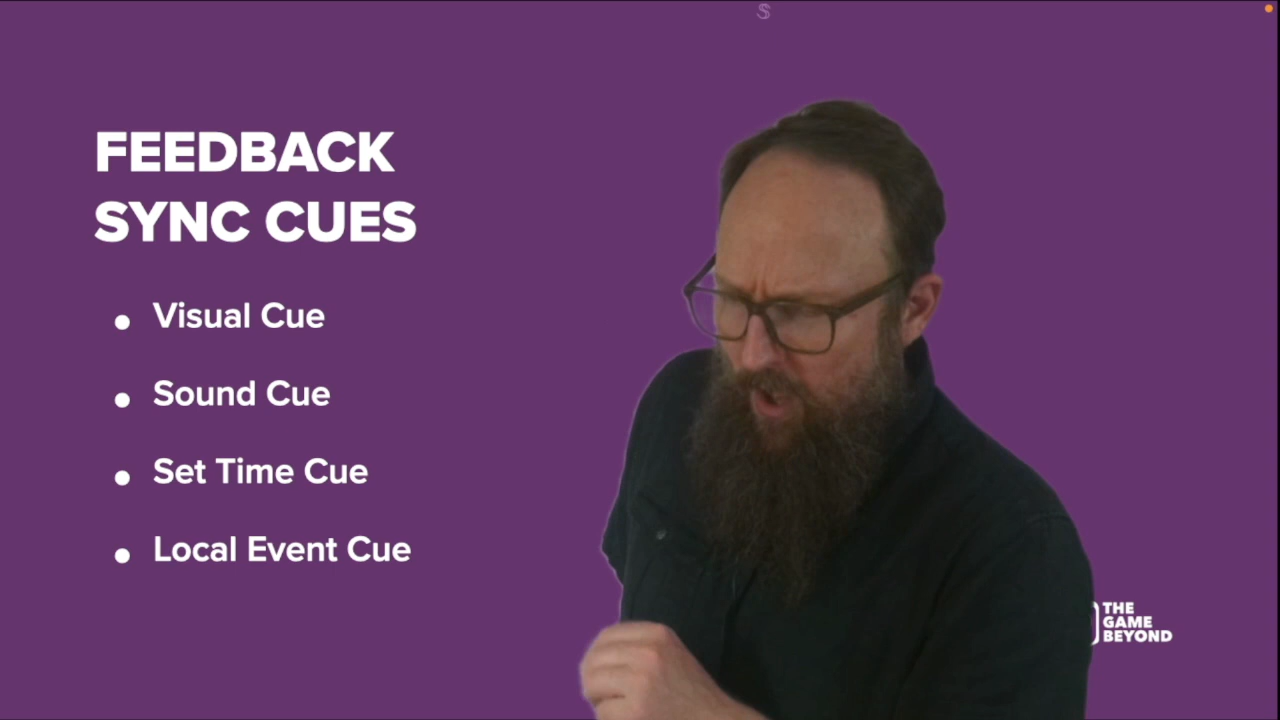 FEEDBACK
SYNC CUES
Visual Cue
Sound Cue
Set Time Cue
Local Event Cue
THE
GAME
BEYOND